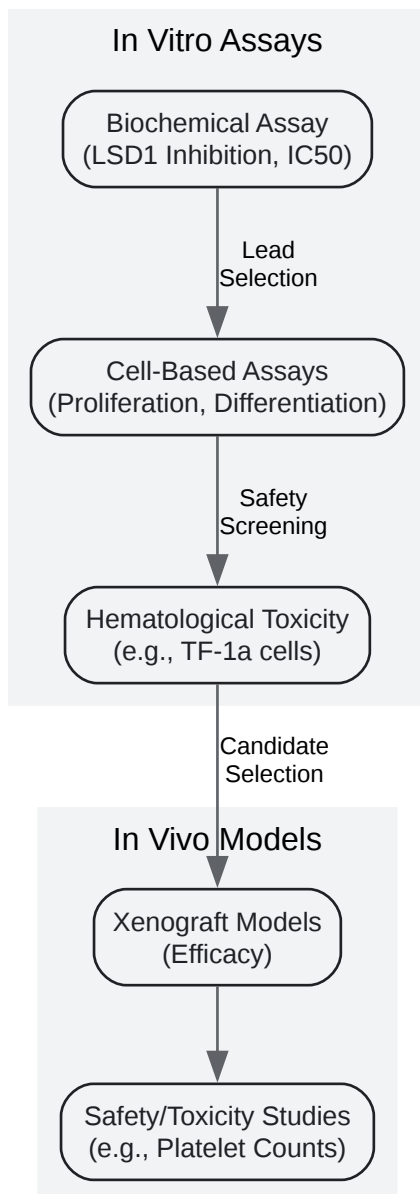 In Vitro Assays
Biochemical Assay
(LSD1 Inhibition, IC50)
Lead
Selection
Cell-Based Assays
(Proliferation, Differentiation)
Safety
Screening
Hematological Toxicity
(e.g., TF-1a cells)
Candidate
Selection
In Vivo Models
Xenograft Models
(Efficacy)
Safety/Toxicity Studies
(e.g., Platelet Counts)